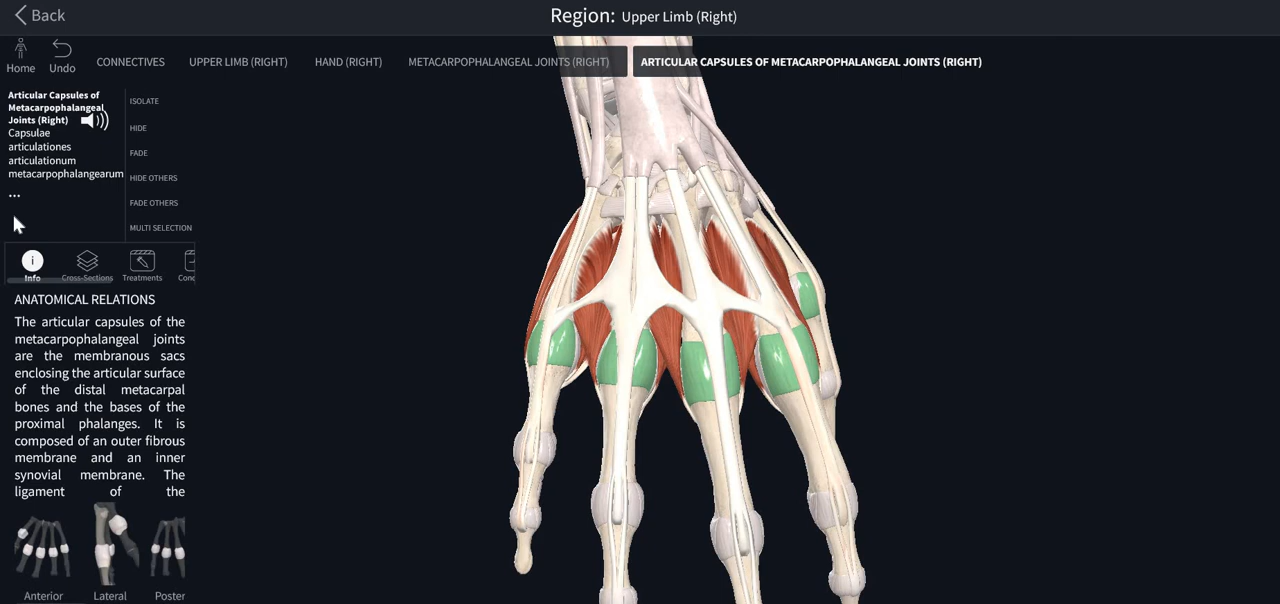 Back
Region: Upper Limb (Right)
Home
Undo
CONNECTIVES
UPPER LIMB (RIGHT)
HAND (RIGHT)
METACARPOPHALANGEAL JOINTS (RIGHT)
ARTICULAR CAPSULES OF METACARPOPHALANGEAL JOINTS (RIGHT)
Articular Capsules of
Metacarpophalangeal
Joints (Right)
Capsulae
articulationes
articulationum
metacarpophalangearum
...
ISOLATE
HIDE
FADE
HIDE OTHERS
FADE OTHERS
MULTI SELECTION
Info
Cross-Sections
Treatments
Conc
ANATOMICAL RELATIONS
The articular capsules of the
metacarpophalangeal joints
are the membranous sacs
enclosing the articular surface
of the distal metacarpal
bones and the bases of the
proximal phalanges. It is
composed of an outer fibrous
membrane and an inner
synovial membrane. The
ligament of the
Anterior
Lateral
Poster